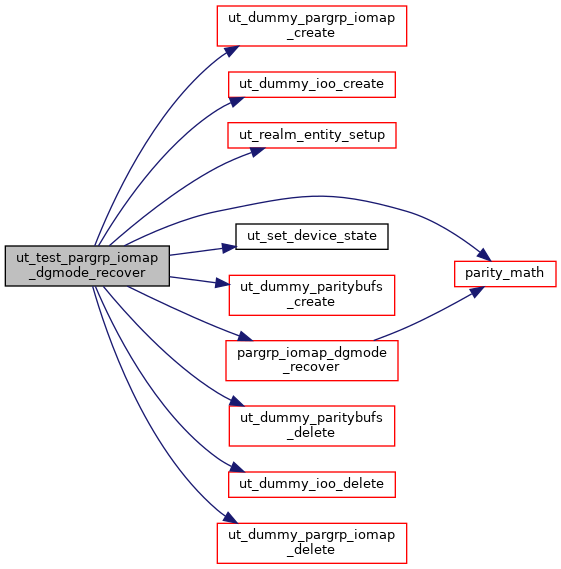 ut_dummy_pargrp_iomap
_create
ut_dummy_ioo_create
ut_realm_entity_setup
ut_test_pargrp_iomap
_dgmode_recover
ut_set_device_state
parity_math
ut_dummy_paritybufs
_create
pargrp_iomap_dgmode
_recover
ut_dummy_paritybufs
_delete
ut_dummy_ioo_delete
ut_dummy_pargrp_iomap
_delete